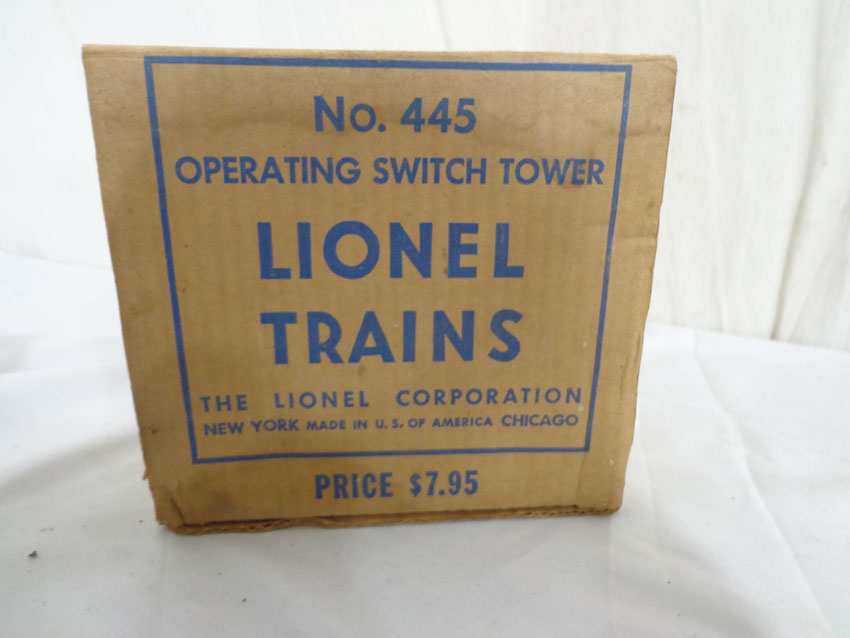 No. 445
OPERATING SWITCH TOWER
LIONEL
TRAINS
THE LIONEL CORPORATION
NEW YORK MADE IN U.S. OF AMERICA CHICAGO
PRICE $7.95